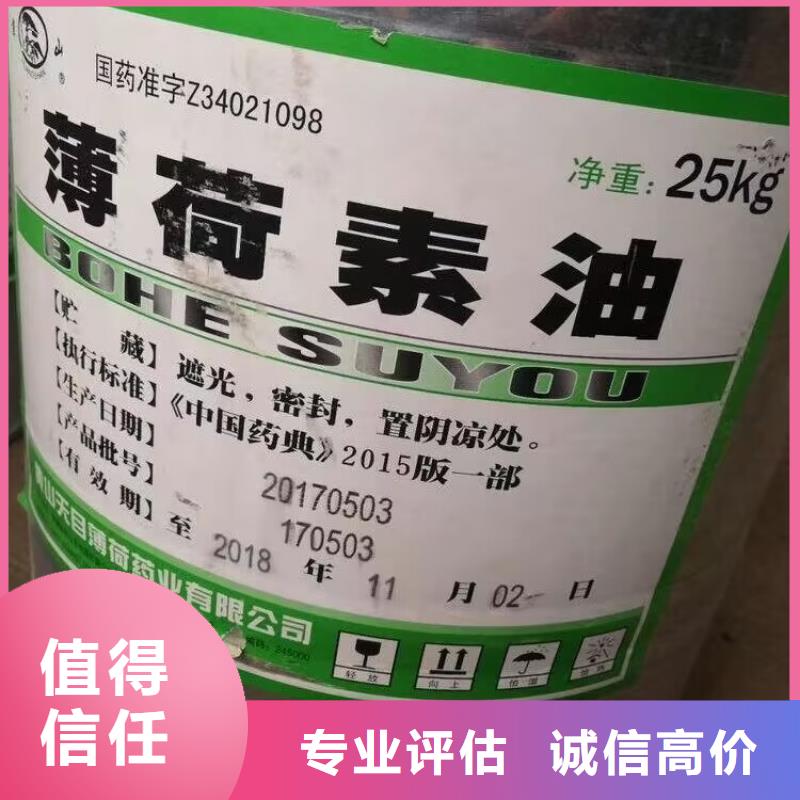 山
国药准字Z34021098
净重: 25kg
薄荷素油
BOHE SUYOU
【贮 藏】遮光,密封,置阴凉处。
【执行标准】《中国药典》2015版一部
【生产日期】20170503
【产品批号】170503
【有效期】至 2018 年 11 月 02 日
黄山天目薄荷药业有限公司
245000
轻放 向上 怕湿
值得
信任
专业评估 诚信高价